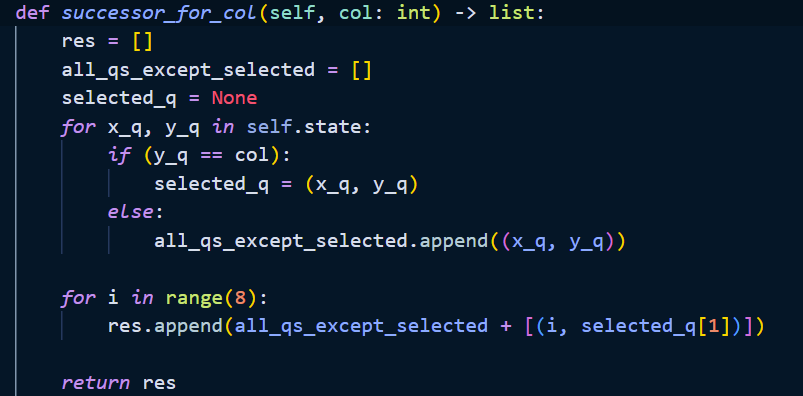 def successor_for_col(self, col: int) -> list:
    res = []
    all_qs_except_selected = []
    selected_q = None
    for x_q, y_q in self.state:
        if (y_q == col):
            selected_q = (x_q, y_q)
        else:
            all_qs_except_selected.append((x_q, y_q))

    for i in range(8):
        res.append(all_qs_except_selected + [(i, selected_q[1])])

    return res